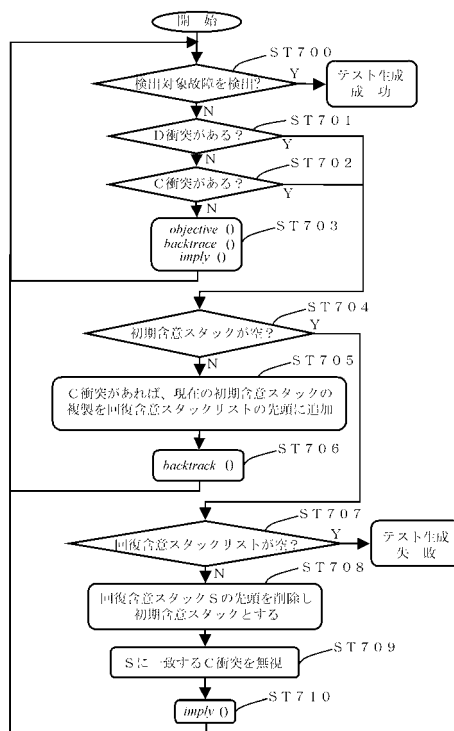 開 始
ST700
検出対象故障を検出?
Y
テスト生成
成 功
N
ST701
D衝突がある?
Y
N
ST702
C衝突がある?
Y
N
ST703
objective ()
backtrace ()
imply ()
ST704
初期含意スタックが空?
Y
N
ST705
C衝突があれば、現在の初期含意スタックの
複製を回復含意スタックリストの先頭に追加
ST706
backtrack ()
ST707
回復含意スタックリストが空?
Y
テスト生成
失 敗
N
ST708
回復含意スタックSの先頭を削除し
初期含意スタックとする
ST709
Sに一致するC衝突を無視
ST710
imply ()